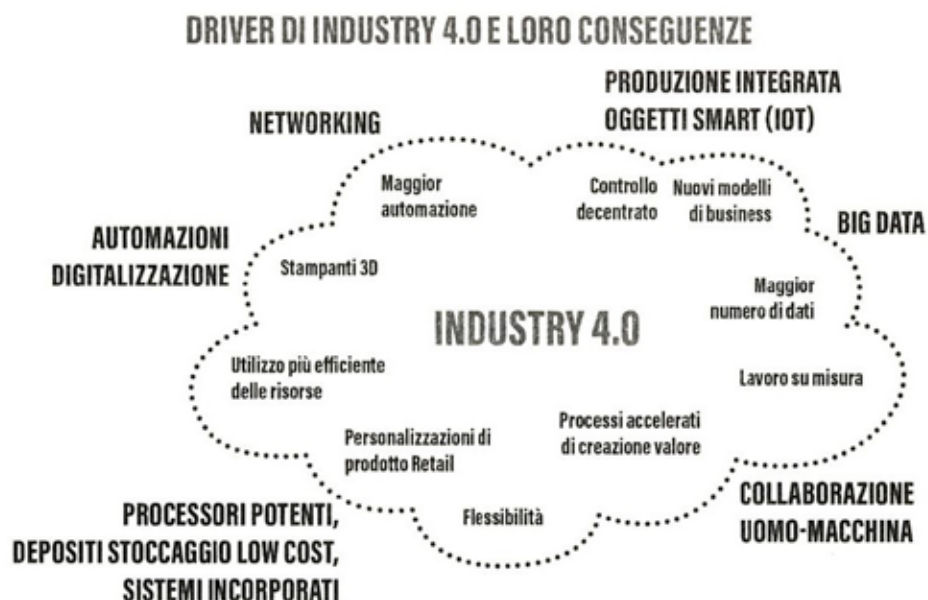 DRIVER DI INDUSTRY 4.0 E LORO CONSEGUENZE
PRODUZIONE INTEGRATA
OGGETTI SMART (IOT)
NETWORKING
Maggior
automazione
Controllo
decentrato
Nuovi modelli
di business
BIG DATA
AUTOMAZIONI
DIGITALIZZAZIONE
Stampanti 3D
Maggior
numero di dati
INDUSTRY 4.0
Utilizzo più efficiente
delle risorse
Lavoro su misura
Processi accelerati
di creazione valore
Personalizzazioni di
prodotto Retail
Flessibilità
COLLABORAZIONE
UOMO-MACCHINA
PROCESSORI POTENTI,
DEPOSITI STOCCAGGIO LOW COST,
SISTEMI INCORPORATI